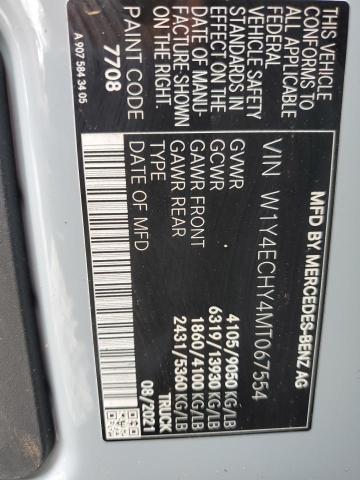 MFD BY. MERCEDES-BENZ AG
VIN W1Y4ECHY4MT067554
GVWR 4105/9050 KG/LB
GCWR 6319/13930 KG/LB
GAWR FRONT 1860/4100 KG/LB
GAWR REAR 2431/5360 KG/LB
TYPE TRUCK
DATE OF MANUF. 08/2021
THIS VEHICLE
CONFORMS TO
ALL APPLICABLE
FEDERAL
VEHICLE SAFETY
STANDARDS IN
EFFECT ON THE
DATE OF MANU-
FACTURE SHOWN
ON THE RIGHT.
PAINT CODE
7708
A 907 584 34 05